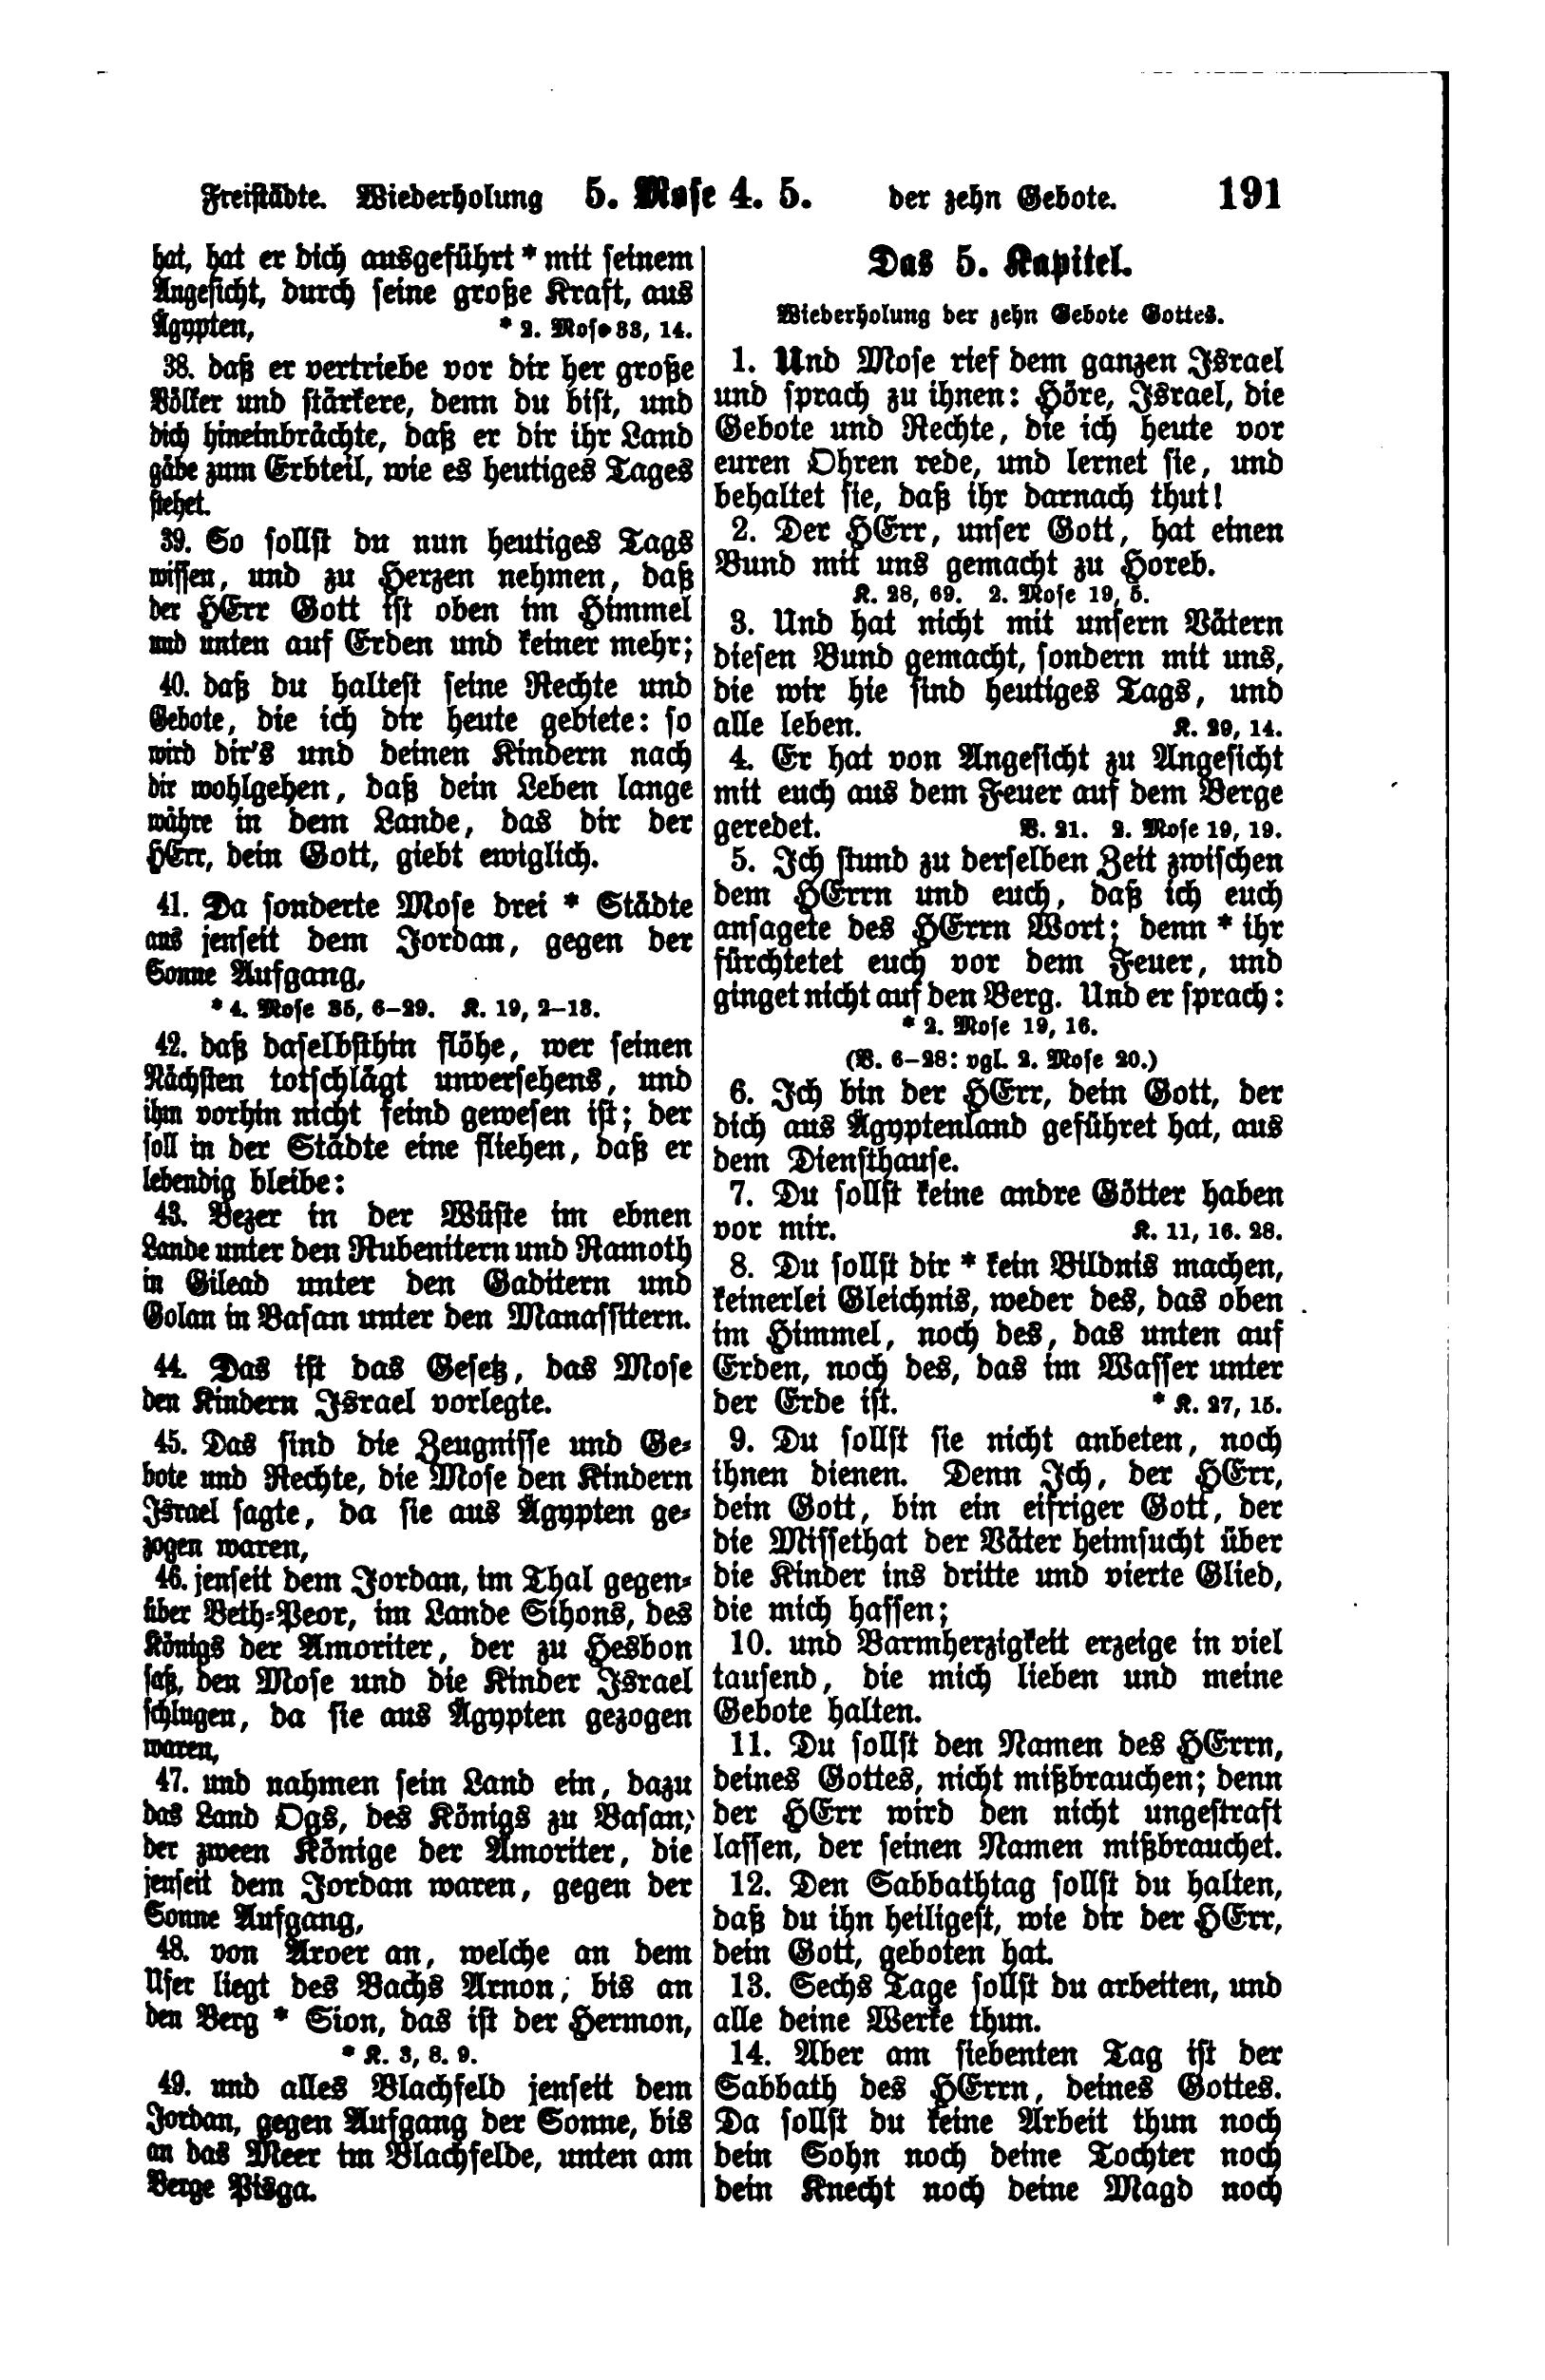 Freistädte. Wiederholung 5. Mose 4. 5. der zehn Gebote. 191
hat, hat er dich ausgeführt * mit seinem
Angesicht, durch seine große Kraft, aus
Ägypten, * 2. Mose 33, 14.
38. daß er vertriebe vor dir her große
Völker und stärkere, denn du bist, und
dich hineinbrächte, daß er dir ihr Land
gäbe zum Erbteil, wie es heutiges Tages
stehet.
39. So sollst du nun heutiges Tags
wissen, und zu Herzen nehmen, daß
der HErr Gott ist oben im Himmel
und unten auf Erden und keiner mehr;
40. daß du haltest seine Rechte und
Gebote, die ich dir heute gebiete: so
wird dir's und deinen Kindern nach
dir wohlgehen, daß dein Leben lange
währe in dem Lande, das dir der
HErr, dein Gott, giebt ewiglich.
41. Da sonderte Mose drei * Städte
aus jenseit dem Jordan, gegen der
Sonne Aufgang,
* 4. Mose 35, 6–29. K. 19, 2–13.
42. daß daselbsthin flöhe, wer seinen
Nächsten totschlägt unversehens, und
ihm vorhin nicht feind gewesen ist; der
soll in der Städte eine fliehen, daß er
lebendig bleibe:
43. Bezer in der Wüste im ebnen
Lande unter den Rubenitern und Ramoth
in Gilead unter den Gaditern und
Golan in Basan unter den Manassitern.
44. Das ist das Gesetz, das Mose
den Kindern Israel vorlegte.
45. Das sind die Zeugnisse und Ge-
bote und Rechte, die Mose den Kindern
Israel sagte, da sie aus Ägypten ge-
zogen waren,
46. jenseit dem Jordan, im Thal gegen-
über Beth-Peor, im Lande Sihons, des
Königs der Amoriter, der zu Hesbon
saß, den Mose und die Kinder Israel
schlugen, da sie aus Ägypten gezogen
waren,
47. und nahmen sein Land ein, dazu
das Land Ogs, des Königs zu Basan,
der zween Könige der Amoriter, die
jenseit dem Jordan waren, gegen der
Sonne Aufgang,
48. von Aroer an, welche an dem
Ufer liegt des Bachs Arnon, bis an
den Berg * Sion, das ist der Hermon,
* K. 3, 8. 9.
49. und alles Blachfeld jenseit dem
Jordan, gegen Aufgang der Sonne, bis
an das Meer im Blachfelde, unten am
Berge Pisga.
Das 5. Kapitel.
Wiederholung der zehn Gebote Gottes.
1. Und Mose rief dem ganzen Israel
und sprach zu ihnen: Höre, Israel, die
Gebote und Rechte, die ich heute vor
euren Ohren rede, und lernet sie, und
behaltet sie, daß ihr darnach thut!
2. Der HErr, unser Gott, hat einen
Bund mit uns gemacht zu Horeb.
K. 28, 69. 2. Mose 19, 5.
3. Und hat nicht mit unsern Vätern
diesen Bund gemacht, sondern mit uns,
die wir hie sind heutiges Tags, und
alle leben. K. 29, 14.
4. Er hat von Angesicht zu Angesicht
mit euch aus dem Feuer auf dem Berge
geredet. V. 21. 2. Mose 19, 19.
5. Ich stund zu derselben Zeit zwischen
dem HErrn und euch, daß ich euch
ansagete des HErrn Wort; denn * ihr
fürchtetet euch vor dem Feuer, und
ginget nicht auf den Berg. Und er sprach:
* 2. Mose 19, 16.
(V. 6–28: vgl. 2. Mose 20.)
6. Ich bin der HErr, dein Gott, der
dich aus Ägyptenland geführet hat, aus
dem Diensthause.
7. Du sollst keine andre Götter haben
vor mir. K. 11, 16. 28.
8. Du sollst dir * kein Bildnis machen,
keinerlei Gleichnis, weder des, das oben
im Himmel, noch des, das unten auf
Erden, noch des, das im Wasser unter
der Erde ist. * K. 27, 15.
9. Du sollst sie nicht anbeten, noch
ihnen dienen. Denn Ich, der HErr,
dein Gott, bin ein eifriger Gott, der
die Missethat der Väter heimsucht über
die Kinder ins dritte und vierte Glied,
die mich hassen;
10. und Barmherzigkeit erzeige in viel
tausend, die mich lieben und meine
Gebote halten.
11. Du sollst den Namen des HErrn,
deines Gottes, nicht mißbrauchen; denn
der HErr wird den nicht ungestraft
lassen, der seinen Namen mißbrauchet.
12. Den Sabbathtag sollst du halten,
daß du ihn heiligest, wie dir der HErr,
dein Gott, geboten hat.
13. Sechs Tage sollst du arbeiten, und
alle deine Werke thun.
14. Aber am siebenten Tag ist der
Sabbath des HErrn, deines Gottes.
Da sollst du keine Arbeit thun noch
dein Sohn noch deine Tochter noch
dein Knecht noch deine Magd noch